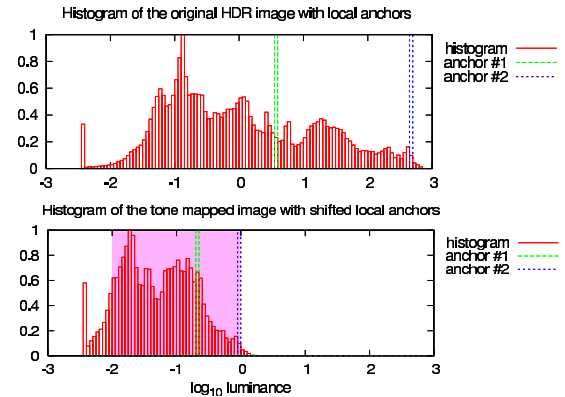 Histogram of the original HDR image with local anchors
1
0.8
0.6
0.4
0.2
0
-3 -2 -1 0 1 2 3
histogram
anchor #1
anchor #2
Histogram of the tone mapped image with shifted local anchors
1
0.8
0.6
0.4
0.2
0
-3 -2 -1 0 1 2 3
histogram
anchor #1
anchor #2
log10 luminance